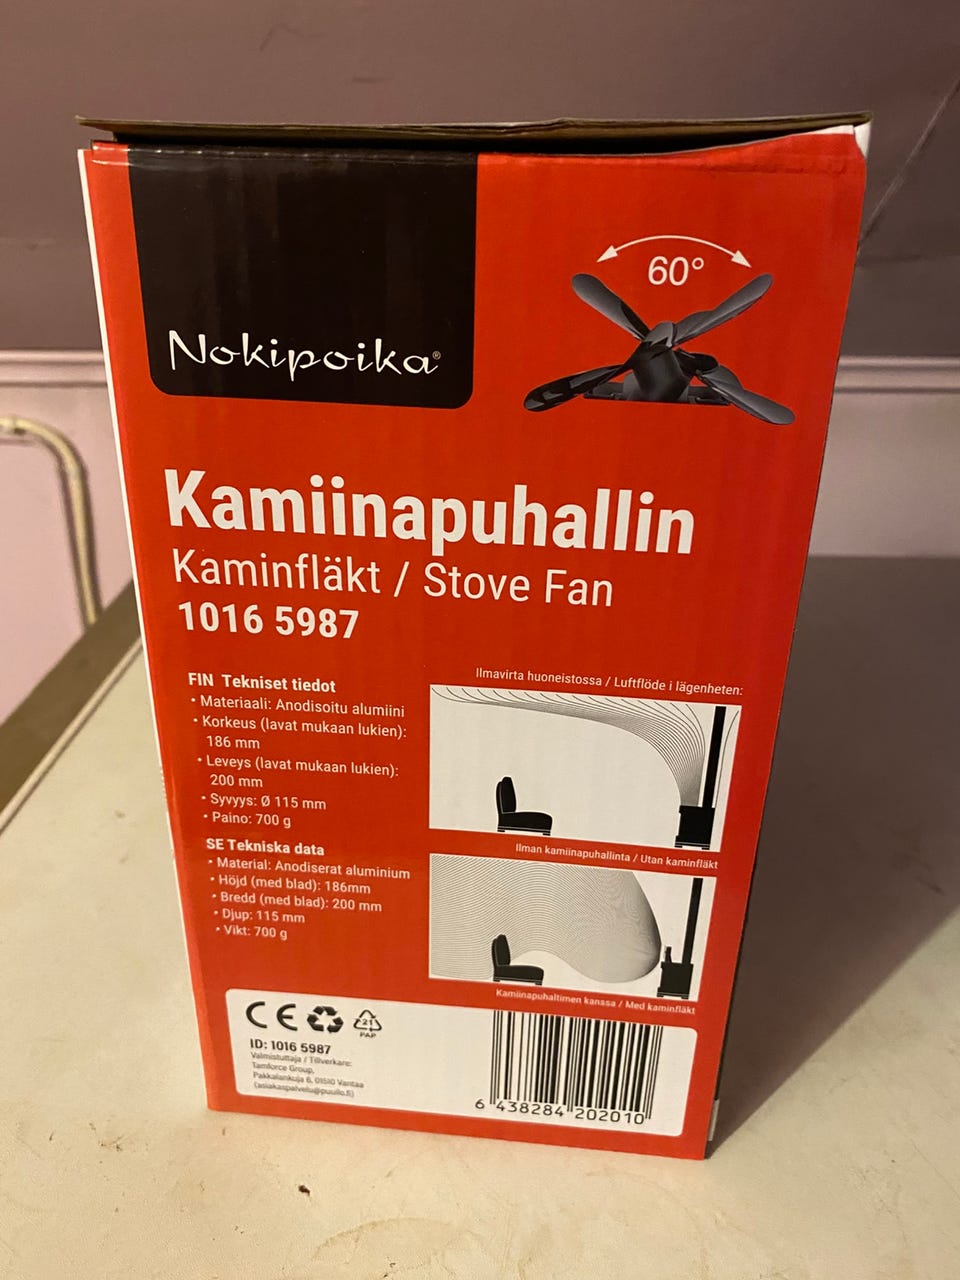 Nokipoika®
60°
Kamiinapuhallin
Kaminfläkt / Stove Fan
1016 5987
FIN Tekniset tiedot
• Materiaali: Anodisoitu alumiini
• Korkeus (lavat mukaan lukien):
186 mm
• Leveys (lavat mukaan lukien):
200 mm
• Syvyys: Ø 115 mm
• Paino: 700 g
SE Tekniska data
• Material: Anodiserat aluminium
• Höjd (med blad): 186mm
• Bredd (med blad): 200 mm
• Djup: 115 mm
• Vikt: 700 g
Ilmavirta huoneistossa / Luftflöde i lägenheten:
Ilman kamiinapuhallinta / Utan kaminfläkt
Kamiinapuhaltimen kanssa / Med kaminfläkt
CE
21
PAP
ID: 1016 5987
Valmistuttaja / Tillverkare:
Tamforce Group,
Pakkalankuja 6, 01510 Vantaa
(asiakaspalvelu@puuilo.fi)
6 438284 202010